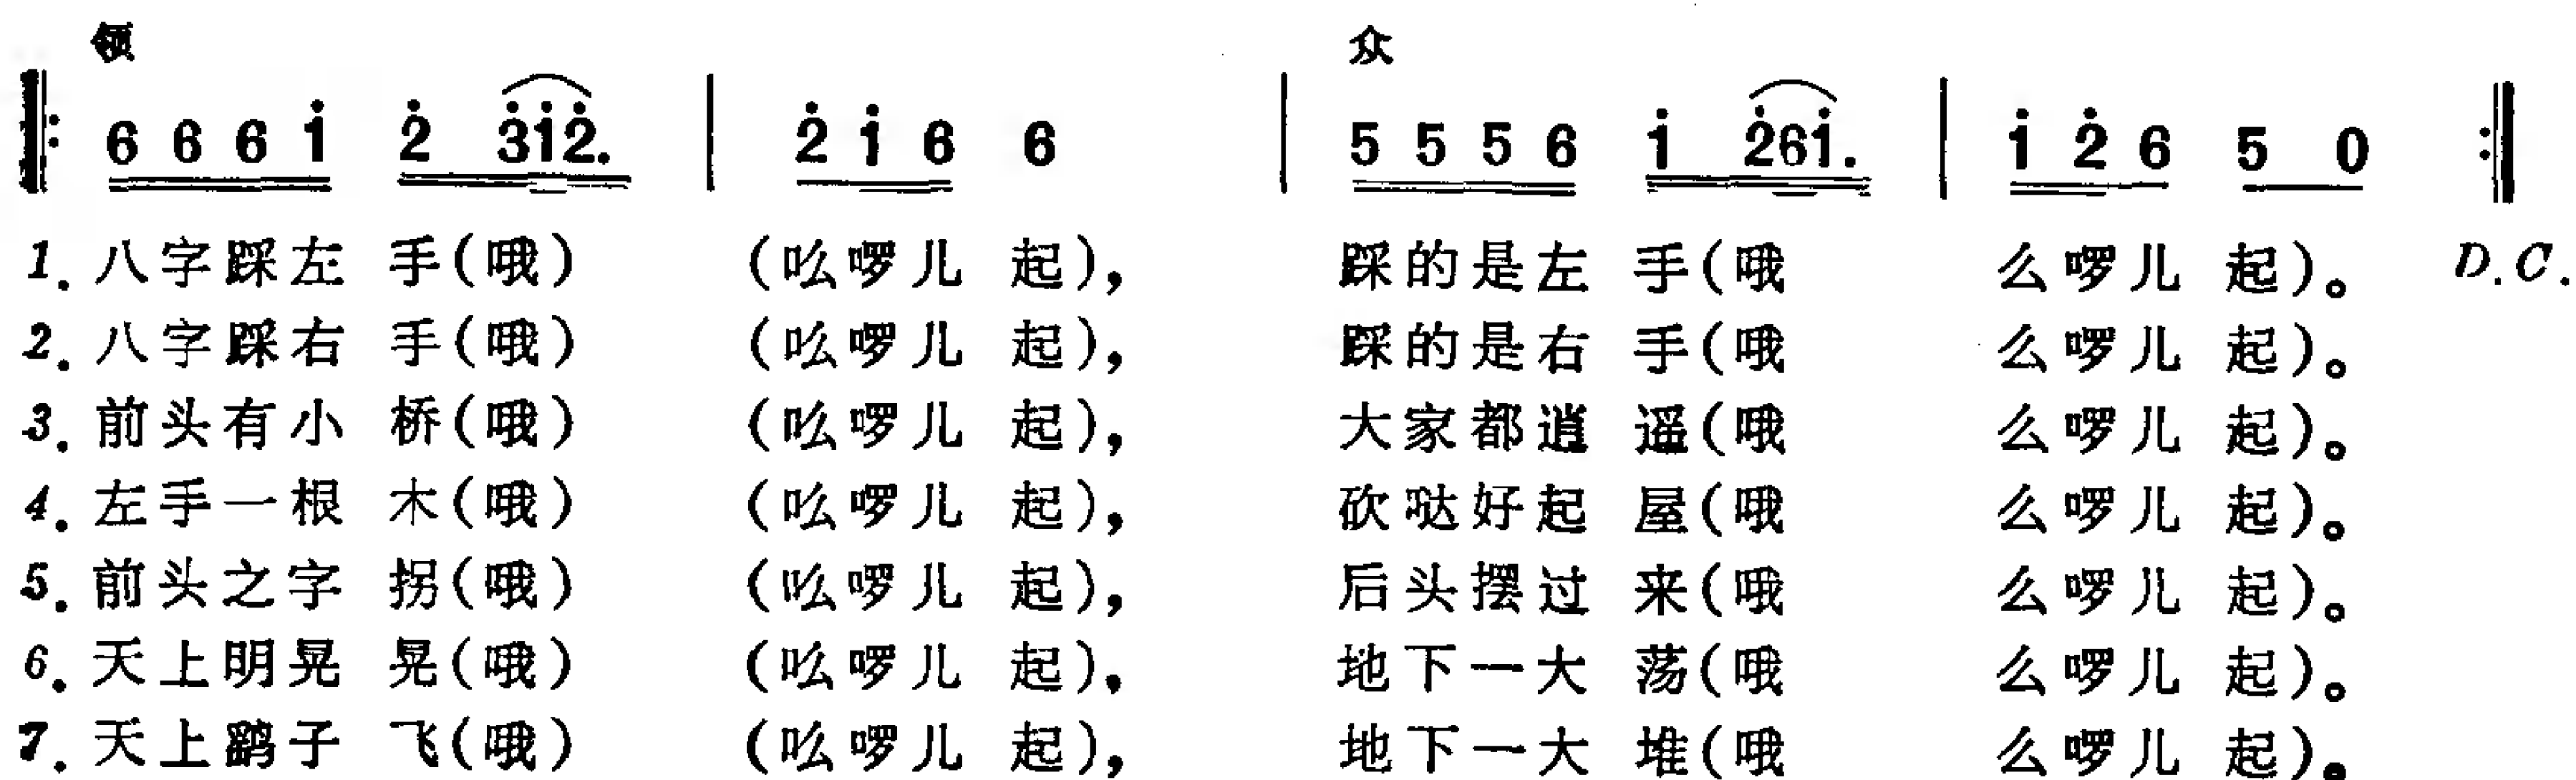 领 众
6 6 6 i̇ 2̇ 3̇i̇2̇. | 2̇ i̇ 6 6 | 5 5 5 6 i̇ 2̇6i̇. | i̇ 2̇ 6 5 0
1. 八字踩左 手(哦) (吆啰儿 起), 踩的是左 手(哦 么啰儿 起)。 D.C.
2. 八字踩右 手(哦) (吆啰儿 起), 踩的是右 手(哦 么啰儿 起)。
3. 前头有小 桥(哦) (吆啰儿 起), 大家都逍 遥(哦 么啰儿 起)。
4. 左手一根 木(哦) (吆啰儿 起), 砍哒好起 屋(哦 么啰儿 起)。
5. 前头之字 拐(哦) (吆啰儿 起), 后头摆过 来(哦 么啰儿 起)。
6. 天上明晃 晃(哦) (吆啰儿 起), 地下一大 荡(哦 么啰儿 起)。
7. 天上鹞子 飞(哦) (吆啰儿 起), 地下一大 堆(哦 么啰儿 起)。